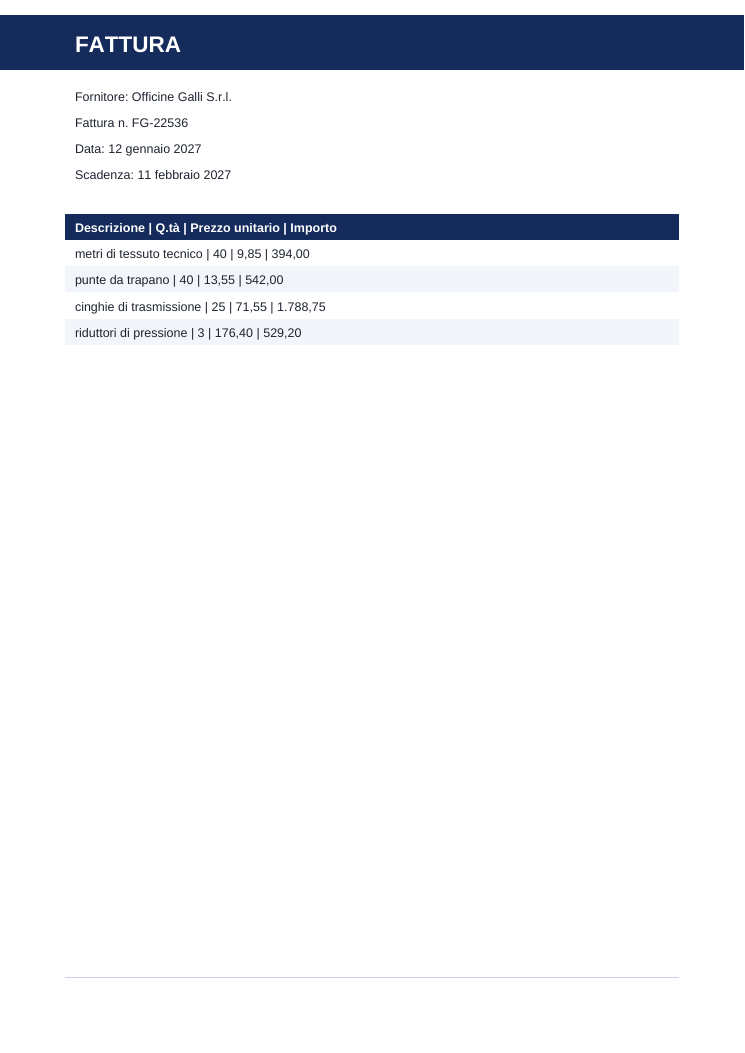 FATTURA
Fornitore: Officine Galli S.r.l.
Fattura n. FG-22536
Data: 12 gennaio 2027
Scadenza: 11 febbraio 2027
Descrizione | Q.tà | Prezzo unitario | Importo
metri di tessuto tecnico | 40 | 9,85 | 394,00
punte da trapano | 40 | 13,55 | 542,00
cinghie di trasmissione | 25 | 71,55 | 1.788,75
riduttori di pressione | 3 | 176,40 | 529,20